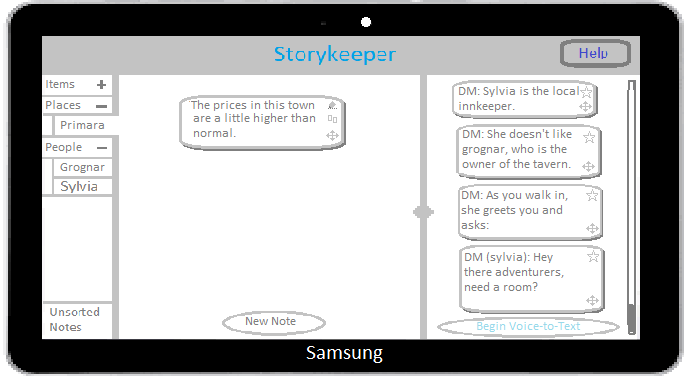 Storykeeper
Help
Items
Places
Primara
People
Grognar
Sylvia
Unsorted
Notes
The prices in this town
are a little higher than
normal.
New Note
DM: Sylvia is the local
innkeeper.
DM: She doesn't like
grognar, who is the
owner of the tavern.
DM: As you walk in,
she greets you and
asks:
DM (sylvia): Hey
there adventurers,
need a room?
Begin Voice-to-Text
Samsung